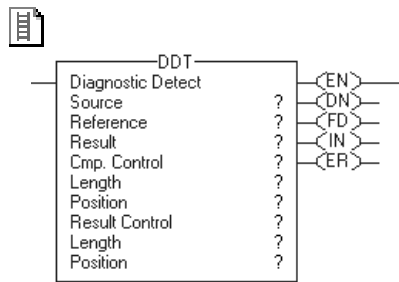 DDT
Diagnostic Detect EN
Source ? DN
Reference ? FD
Result ? IN
Cmp. Control ? ER
Length ?
Position ?
Result Control ?
Length ?
Position ?